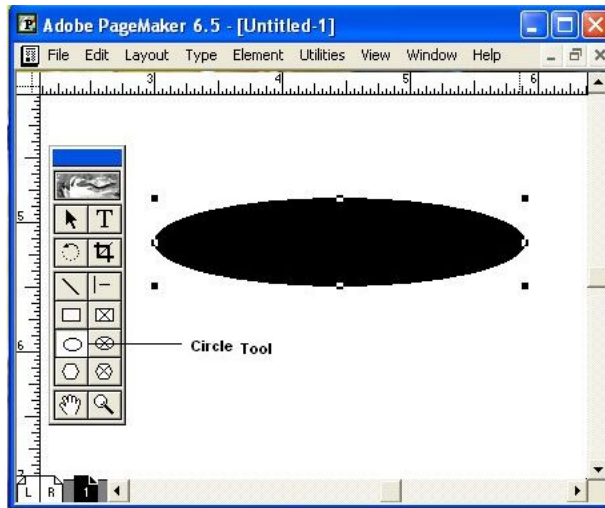 Adobe PageMaker 6.5 - [Untitled-1]
File Edit Layout Type Element Utilities View Window Help
3 4 5 6
T
5
6
7
Circle Tool
L R 1